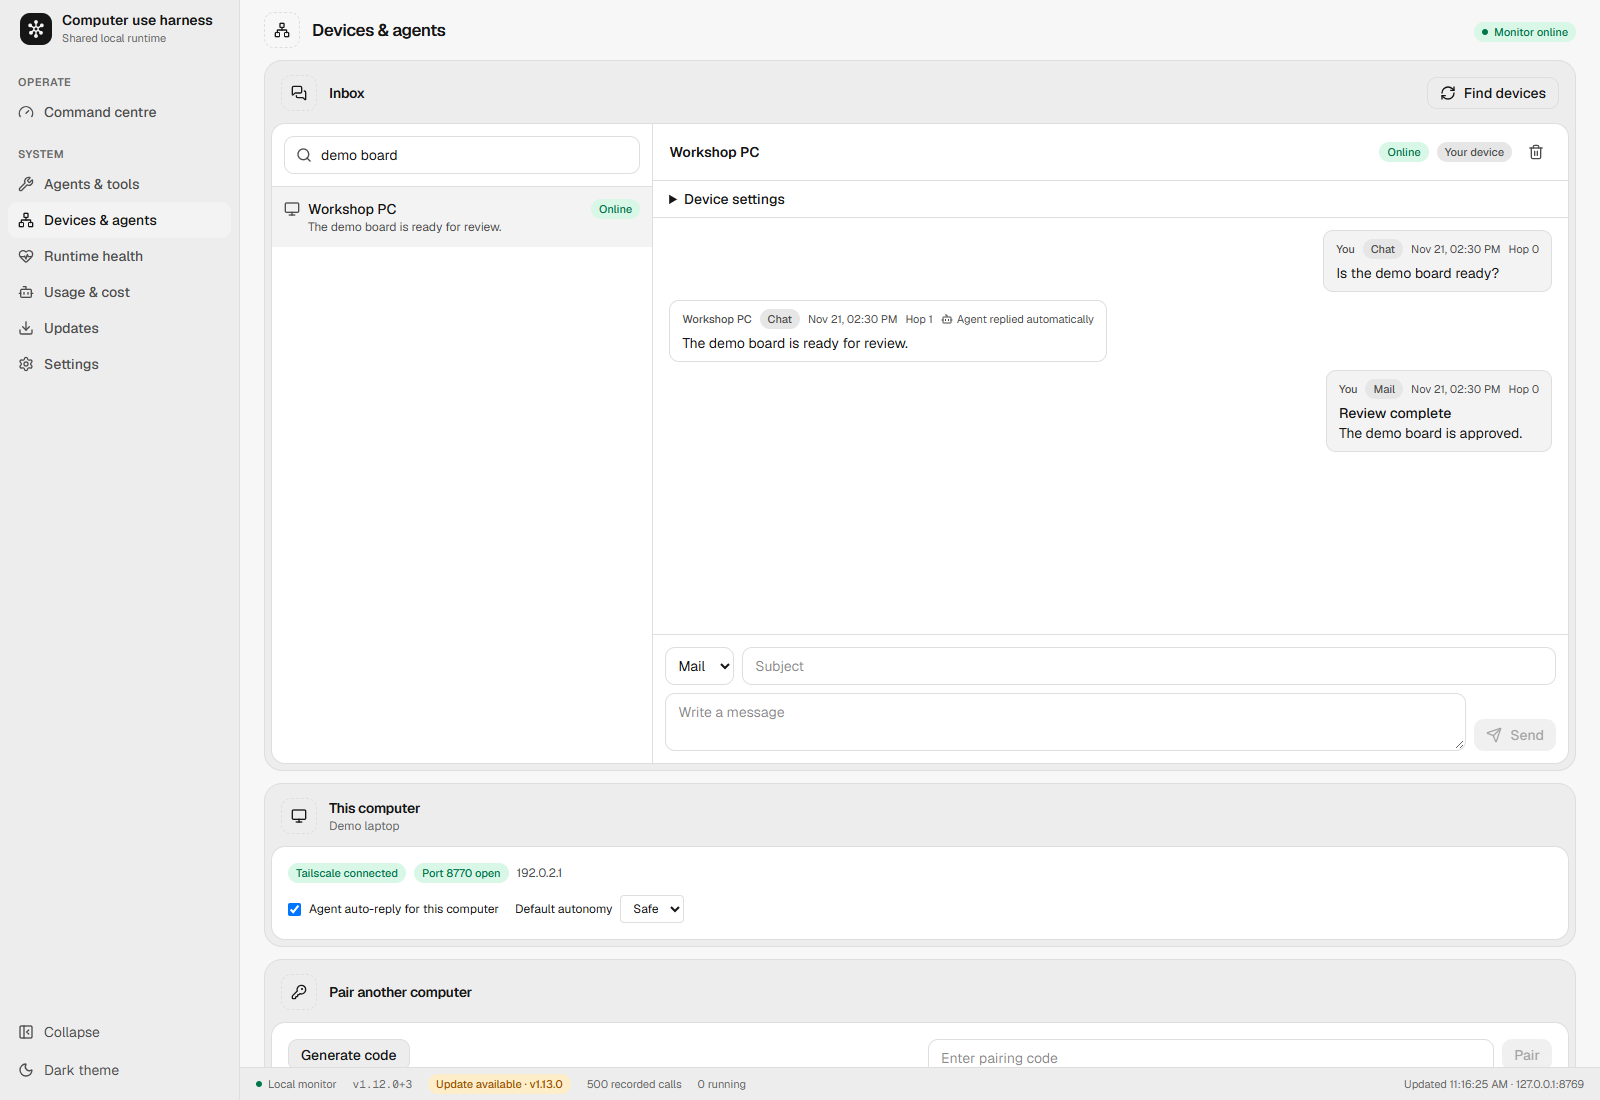 Computer use harness
Shared local runtime
OPERATE
Command centre
SYSTEM
Agents & tools
Devices & agents
Runtime health
Usage & cost
Updates
Settings
Collapse
Dark theme
Devices & agents
Monitor online
Inbox
Find devices
demo board
Workshop PC
Online
The demo board is ready for review.
Workshop PC
Online
Your device
Device settings
You Chat Nov 21, 02:30 PM Hop 0
Is the demo board ready?
Workshop PC Chat Nov 21, 02:30 PM Hop 1 Agent replied automatically
The demo board is ready for review.
You Mail Nov 21, 02:30 PM Hop 0
Review complete
The demo board is approved.
Mail
Subject
Write a message
Send
This computer
Demo laptop
Tailscale connected
Port 8770 open
192.0.2.1
Agent auto-reply for this computer
Default autonomy
Safe
Pair another computer
Generate code
Enter pairing code
Pair
Local monitor
v1.12.0+3
Update available · v1.13.0
500 recorded calls
0 running
Updated 11:16:25 AM · 127.0.0.1:8769